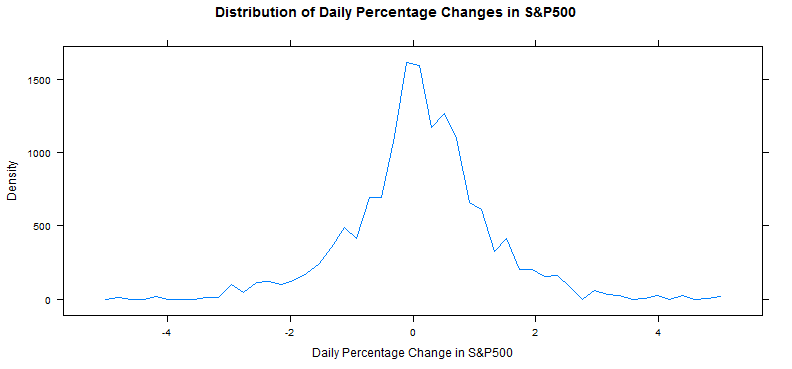 Distribution of Daily Percentage Changes in S&P500
1500
1000
500
0
Density
-4 -2 0 2 4
Daily Percentage Change in S&P500